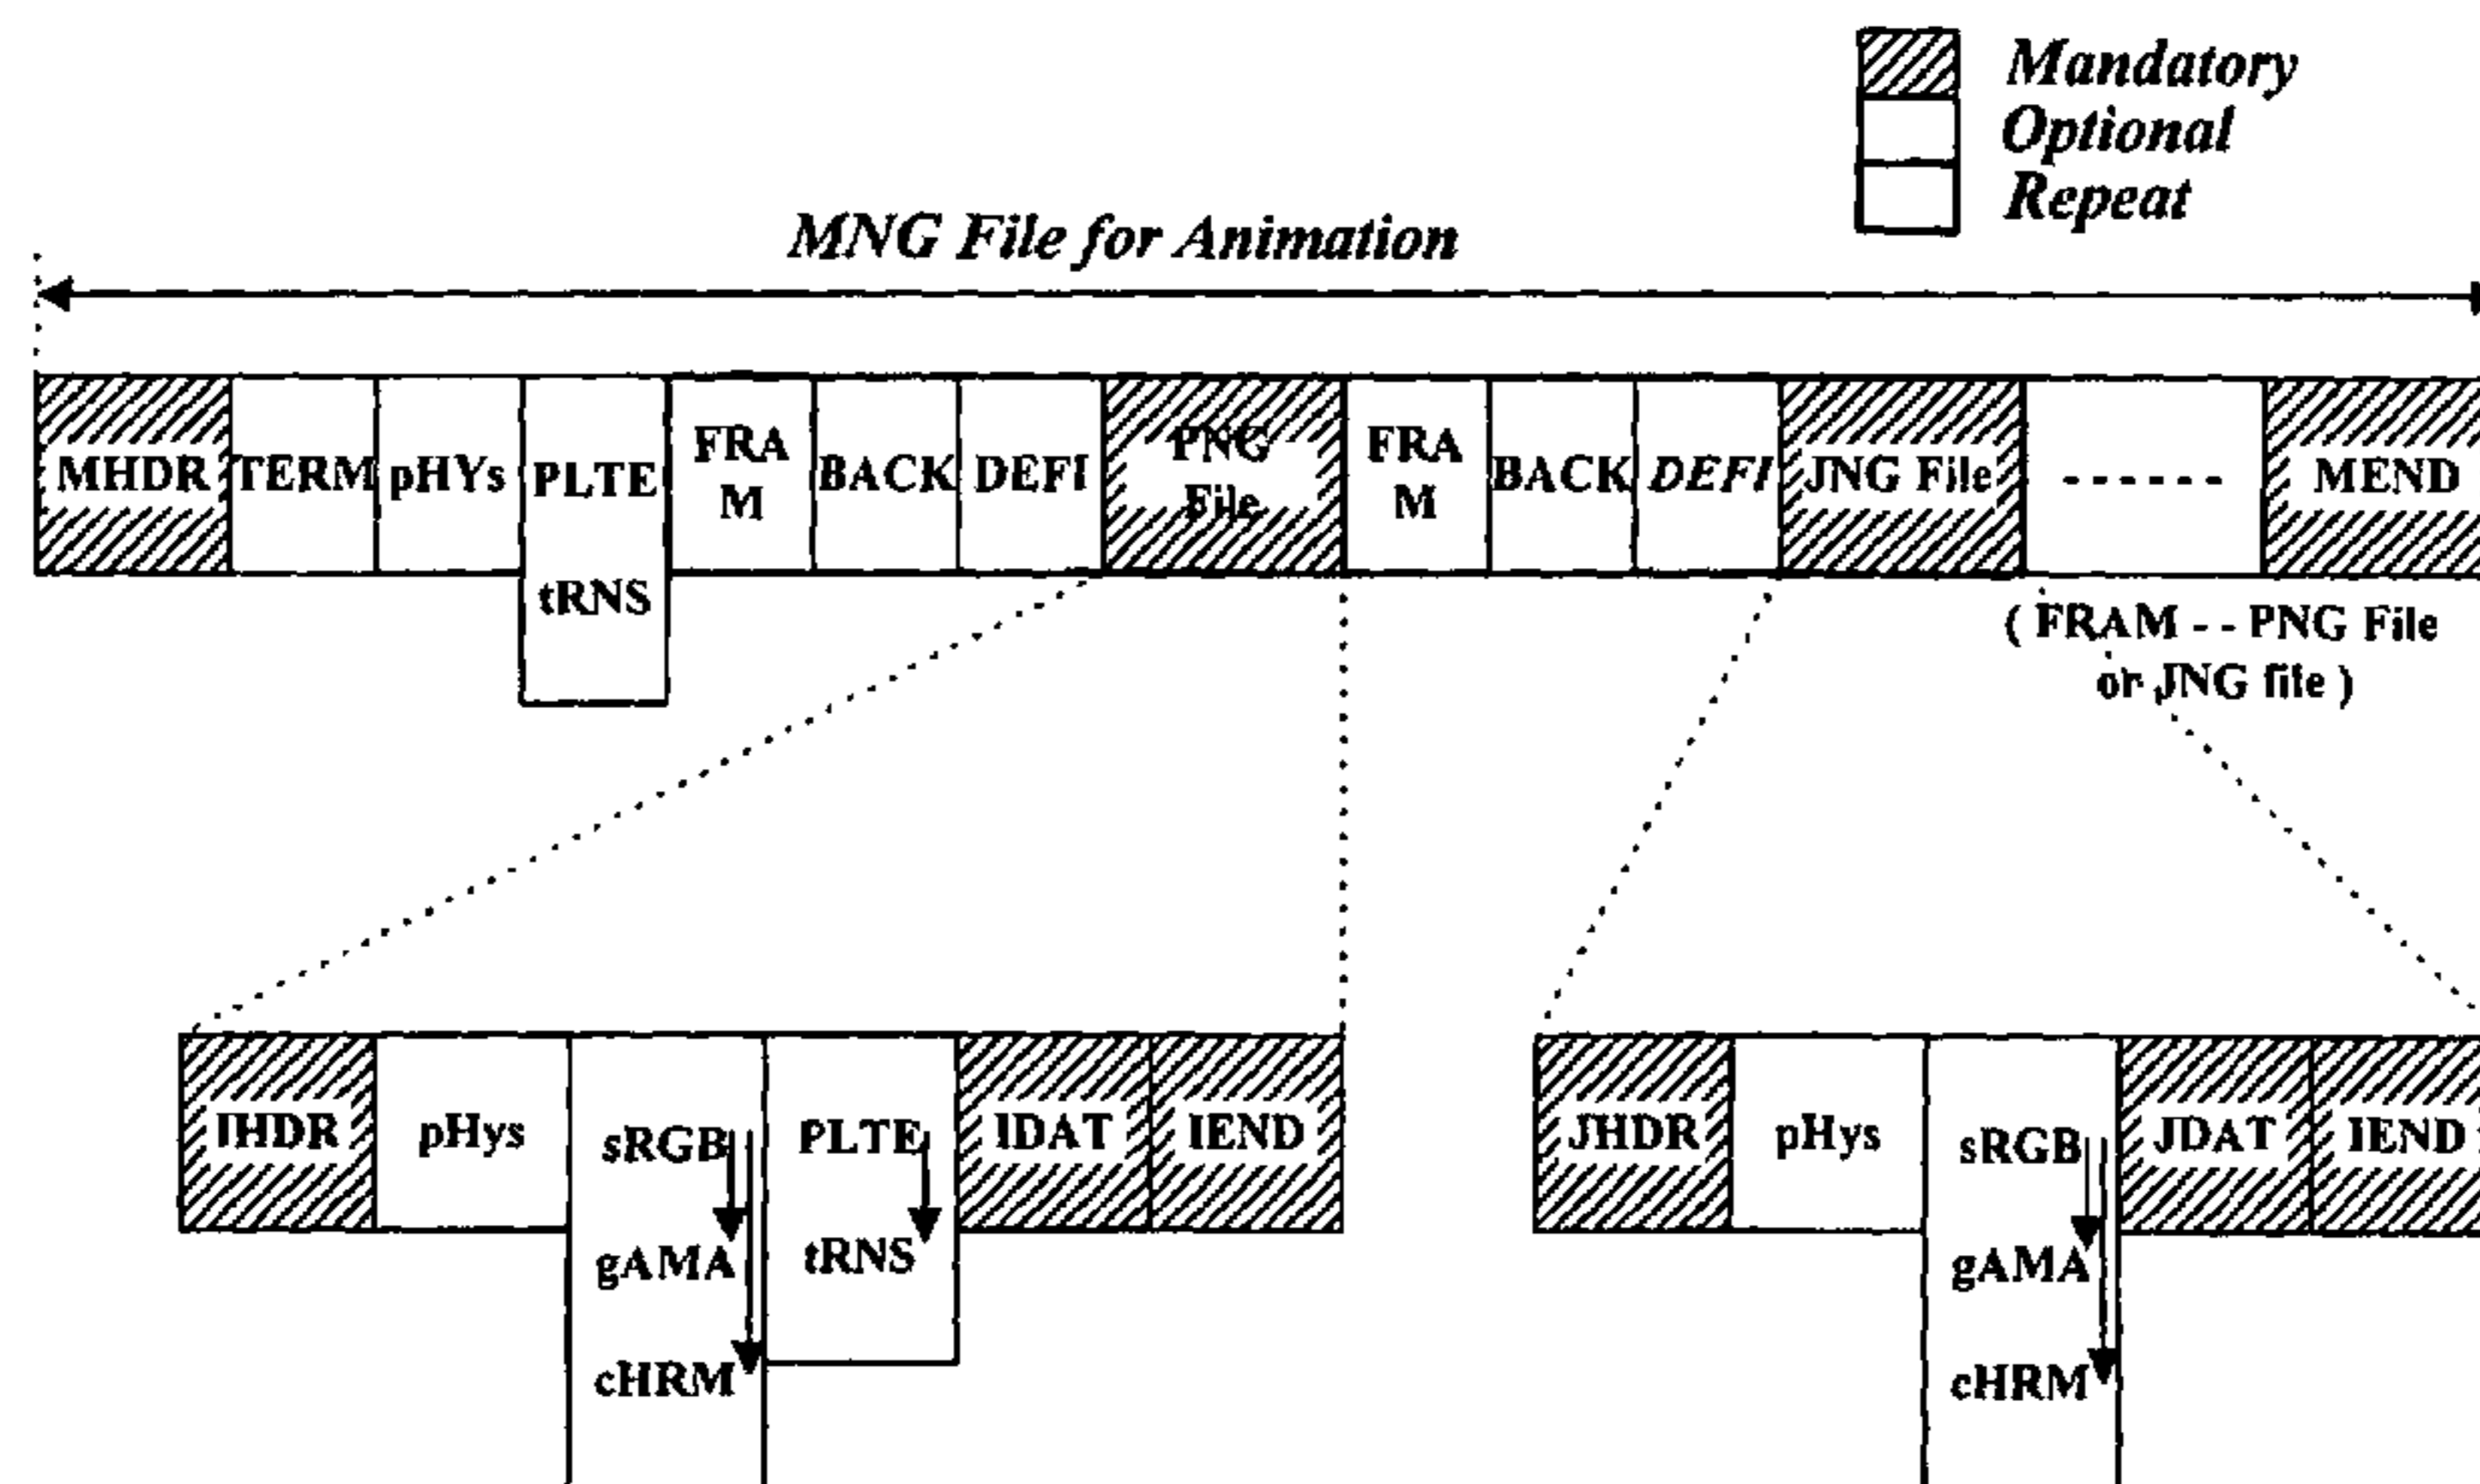 Mandatory
Optional
Repeat
MNG File for Animation
MHDR
TERM
pHYs
PLTE
tRNS
FRA
M
BACK
DEFI
PNG
File
FRA
M
BACK
DEFI
JNG File
------
MEND
( FRAM - - PNG File
or JNG file )
IHDR
pHys
sRGB
gAMA
cHRM
PLTE
tRNS
IDAT
IEND
JHDR
pHys
sRGB
gAMA
cHRM
JDAT
IEND